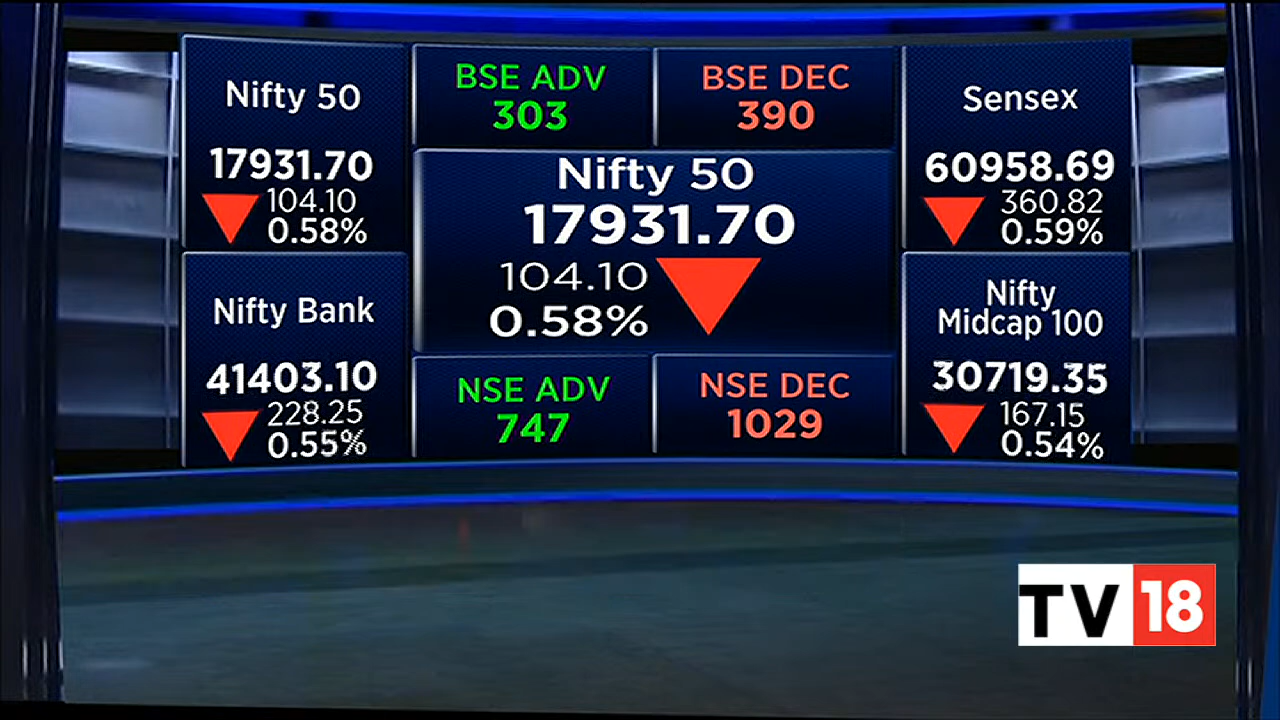 Nifty 50
17931.70
104.10
0.58%
BSE ADV
303
BSE DEC
390
Sensex
60958.69
360.82
0.59%
Nifty 50
17931.70
104.10
0.58%
Nifty Bank
41403.10
228.25
0.55%
NSE ADV
747
NSE DEC
1029
Nifty
Midcap 100
30719.35
167.15
0.54%
TV18